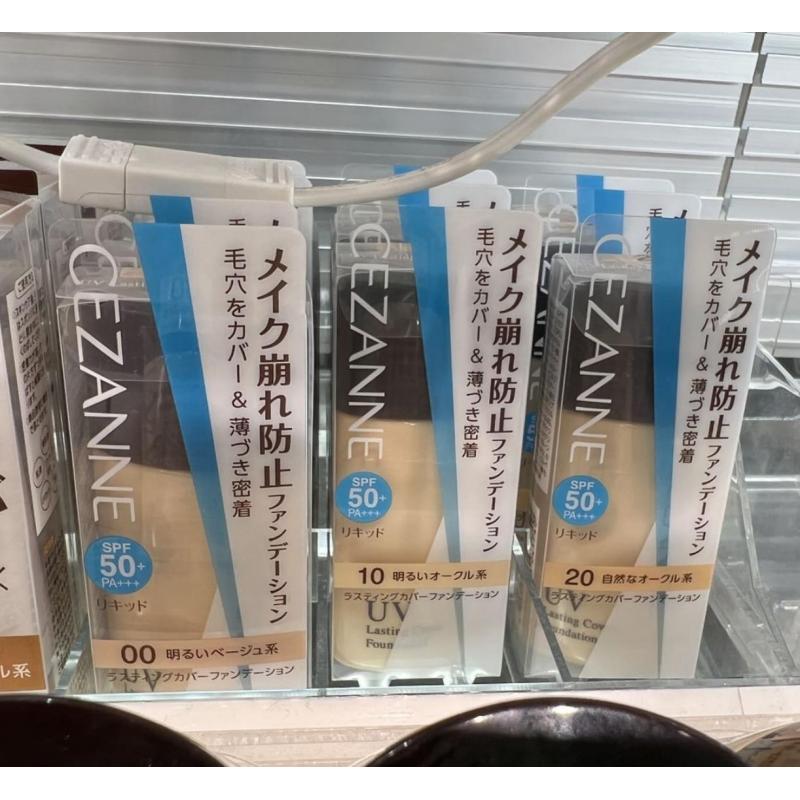 CEZANNE
メイク崩れ防止ファンデーション
毛穴をカバー & 薄づき密着
SPF
50+
PA+++
リキッド
00 明るいベージュ系
ラスティングカバーファンデーション
UV
CEZANNE
メイク崩れ防止ファンデーション
毛穴をカバー & 薄づき密着
SPF
50+
PA+++
リキッド
10 明るいオークル系
ラスティングカバーファンデーション
UV
Lasting
CEZANNE
メイク崩れ防止ファンデーション
毛穴をカバー & 薄づき密着
SPF
50+
PA+++
リキッド
20 自然なオークル系
ラスティングカバーファンデーション
UV
ル系